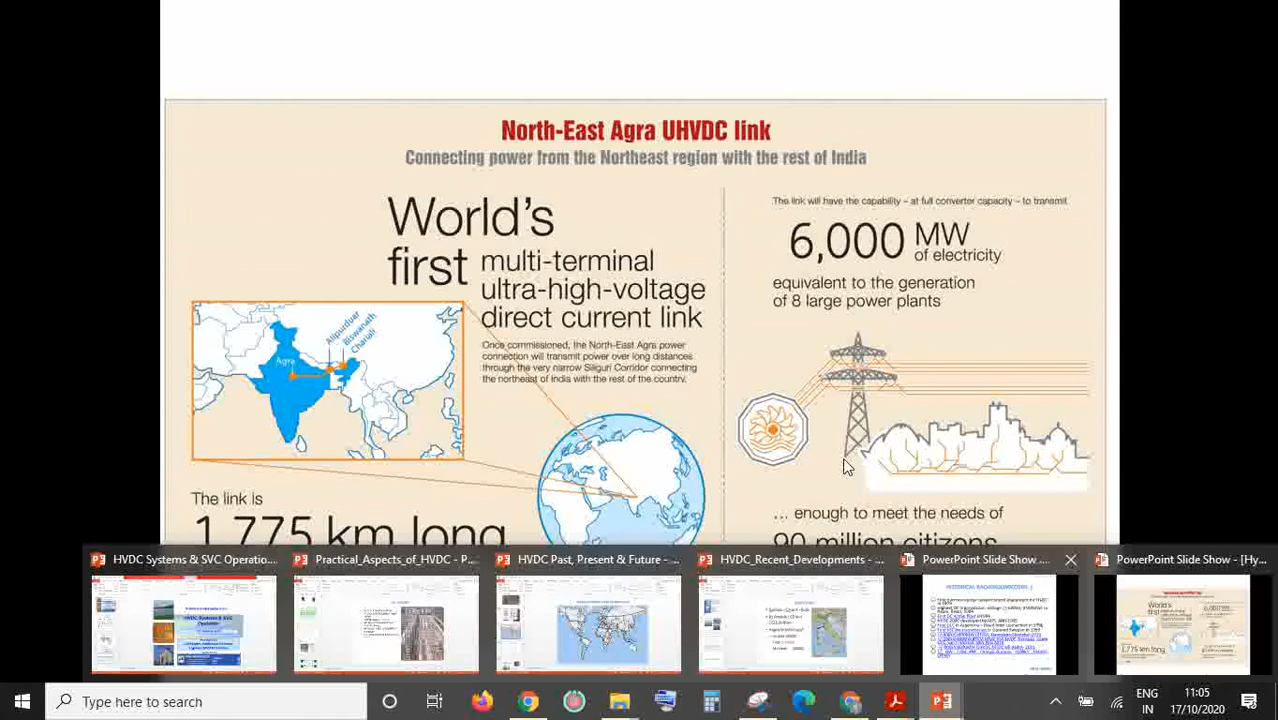 North-East Agra UHVDC link
Connecting power from the Northeast region with the rest of India
World's
first
multi-terminal
ultra-high-voltage
direct current link
Once commissioned, the North-East Agra power
connection will transmit power over long distances
through the very narrow Siliguri Corridor connecting
the northeast of India with the rest of the country.
Agra
Alipurduar
Biswanath
Chariali
The link is
1,775 km long
The link will have the capability – at full converter capacity – to transmit
6,000 MW
of electricity
equivalent to the generation
of 8 large power plants
... enough to meet the needs of
90 million citizens
HVDC Systems & SVC Operatio...
Practical_Aspects_of_HVDC - P...
HVDC Past, Present & Future - ...
HVDC_Recent_Developments - ...
PowerPoint Slide Show ...
PowerPoint Slide Show - [Hy...
HVDC Systems & SVC
Operation
Type here to search
ENG
IN
11:05
17/10/2020